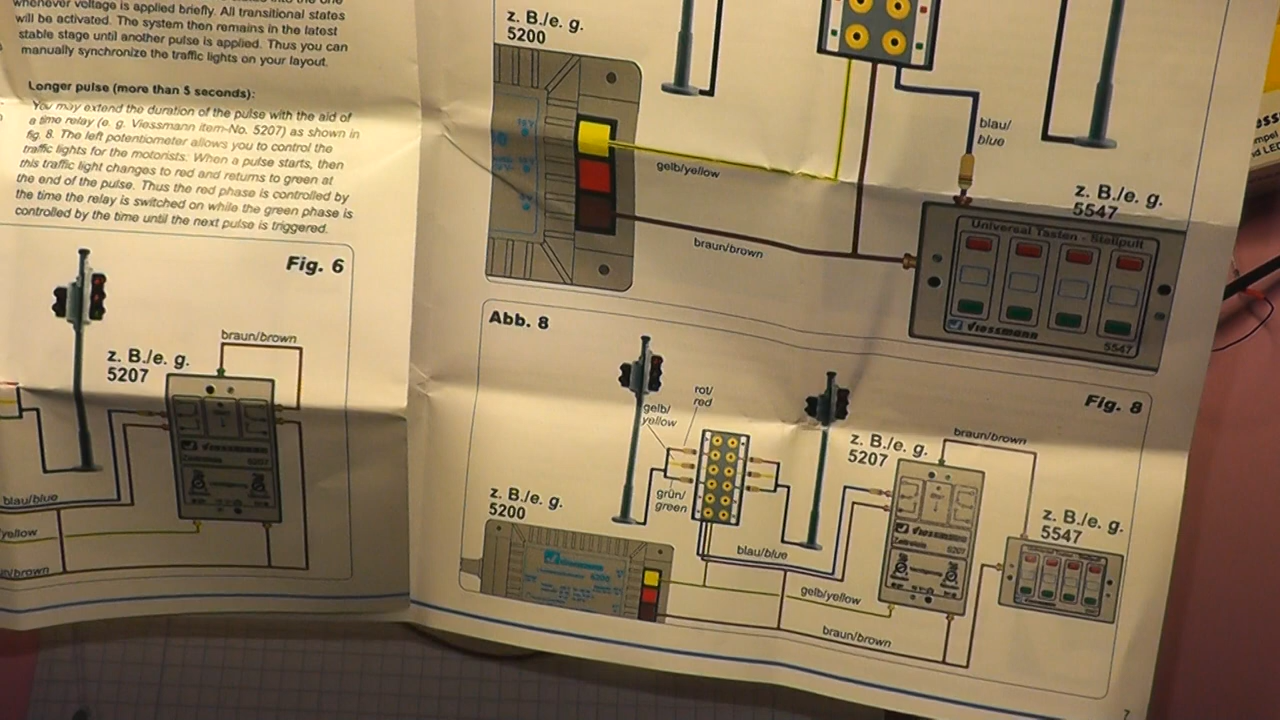 whenever voltage is applied briefly. All transitional states
will be activated. The system then remains in the latest
stable stage until another pulse is applied. Thus you can
manually synchronize the traffic lights on your layout.
Longer pulse (more than 5 seconds):
You may extend the duration of the pulse with the aid of
a time relay (e. g. Viessmann item-No. 5207) as shown in
fig. 8. The left potentiometer allows you to control the
traffic lights for the motorists: When a pulse starts, then
this traffic light changes to red and returns to green at
the end of the pulse. Thus the red phase is controlled by
the time the relay is switched on while the green phase is
controlled by the time until the next pulse is triggered.
Fig. 6
braun/brown
z. B./e. g.
5207
Viessmann
5207
blau/blue
yellow
brown
z. B./e. g.
5200
gelb/yellow
braun/brown
blau/
blue
z. B./e. g.
5547
Universal Tasten - Stellpult
Viessmann
5547
Abb. 8
Fig. 8
rot/
red
gelb/
yellow
grün/
green
z. B./e. g.
5200
Viessmann
5200
blau/blue
gelb/yellow
braun/brown
z. B./e. g.
5207
braun/brown
Viessmann
5207
z. B./e. g.
5547
7